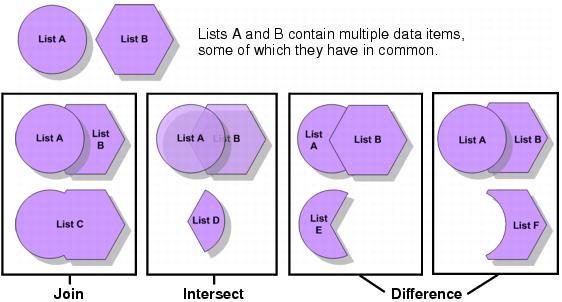 List A
List B
Lists A and B contain multiple data items,
some of which they have in common.
List A
List
B
List C
Join
List A
List B
List D
Intersect
List
A
List B
List
E
List A
List B
List F
Difference